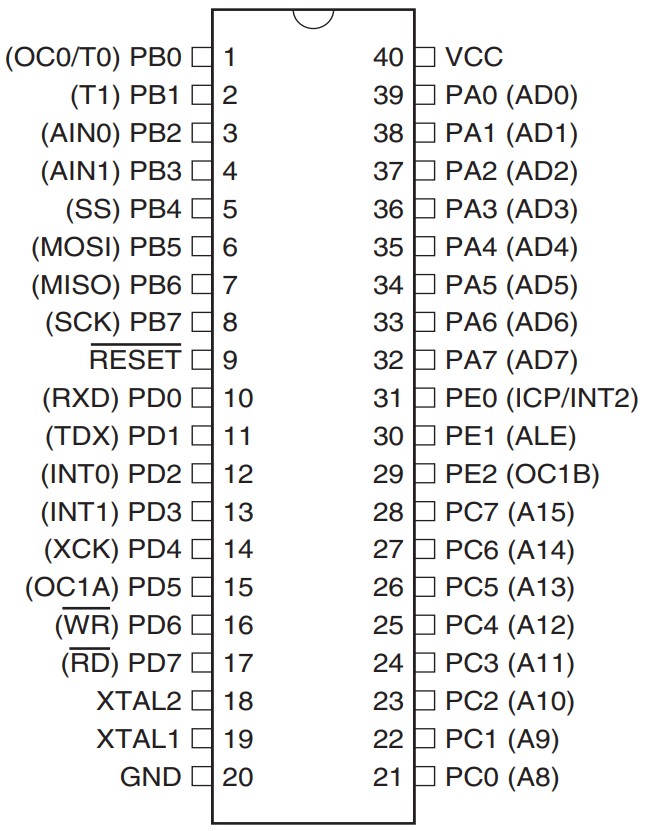 (OC0/T0) PB0 1 40 VCC
(T1) PB1 2 39 PA0 (AD0)
(AIN0) PB2 3 38 PA1 (AD1)
(AIN1) PB3 4 37 PA2 (AD2)
(SS) PB4 5 36 PA3 (AD3)
(MOSI) PB5 6 35 PA4 (AD4)
(MISO) PB6 7 34 PA5 (AD5)
(SCK) PB7 8 33 PA6 (AD6)
RESET 9 32 PA7 (AD7)
(RXD) PD0 10 31 PE0 (ICP/INT2)
(TDX) PD1 11 30 PE1 (ALE)
(INT0) PD2 12 29 PE2 (OC1B)
(INT1) PD3 13 28 PC7 (A15)
(XCK) PD4 14 27 PC6 (A14)
(OC1A) PD5 15 26 PC5 (A13)
(WR) PD6 16 25 PC4 (A12)
(RD) PD7 17 24 PC3 (A11)
XTAL2 18 23 PC2 (A10)
XTAL1 19 22 PC1 (A9)
GND 20 21 PC0 (A8)